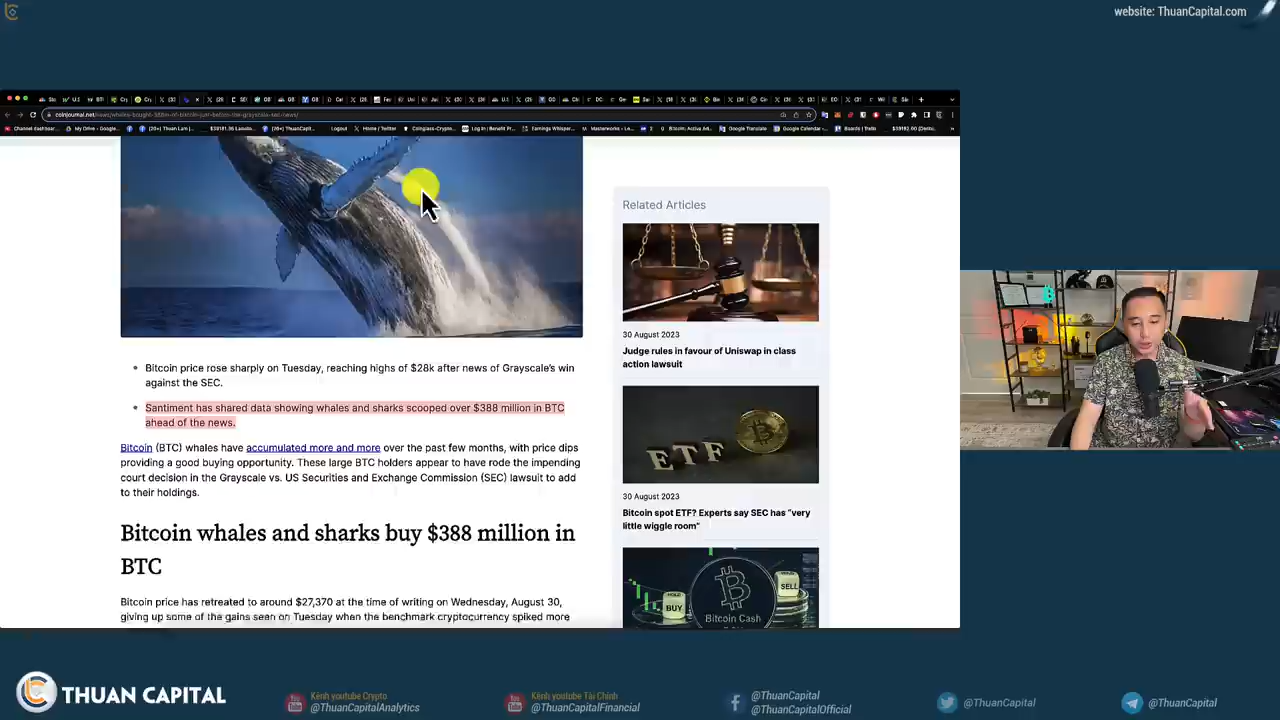 website: ThuanCapital.com
Related Articles
30 August 2023
Judge rules in favour of Uniswap in class
action lawsuit
ETF
30 August 2023
Bitcoin spot ETF? Experts say SEC has “very
little wiggle room”
BUY
HOLD
SELL
Bitcoin Cash
Bitcoin price rose sharply on Tuesday, reaching highs of $28k after news of Grayscale’s win
against the SEC.
Santiment has shared data showing whales and sharks scooped over $388 million in BTC
ahead of the news.
Bitcoin (BTC) whales have accumulated more and more over the past few months, with price dips
providing a good buying opportunity. These large BTC holders appear to have rode the impending
court decision in the Grayscale vs. US Securities and Exchange Commission (SEC) lawsuit to add
to their holdings.
Bitcoin whales and sharks buy $388 million in
BTC
Bitcoin price has retreated to around $27,370 at the time of writing on Wednesday, August 30,
giving up some of the gains seen on Tuesday when the benchmark cryptocurrency spiked more
THUAN CAPITAL
Kênh youtube Crypto
@ThuanCapitalAnalytics
Kênh youtube Tài Chính
@ThuanCapitalFinancial
@ThuanCapital
@ThuanCapitalOfficial
@ThuanCapital
@ThuanCapital